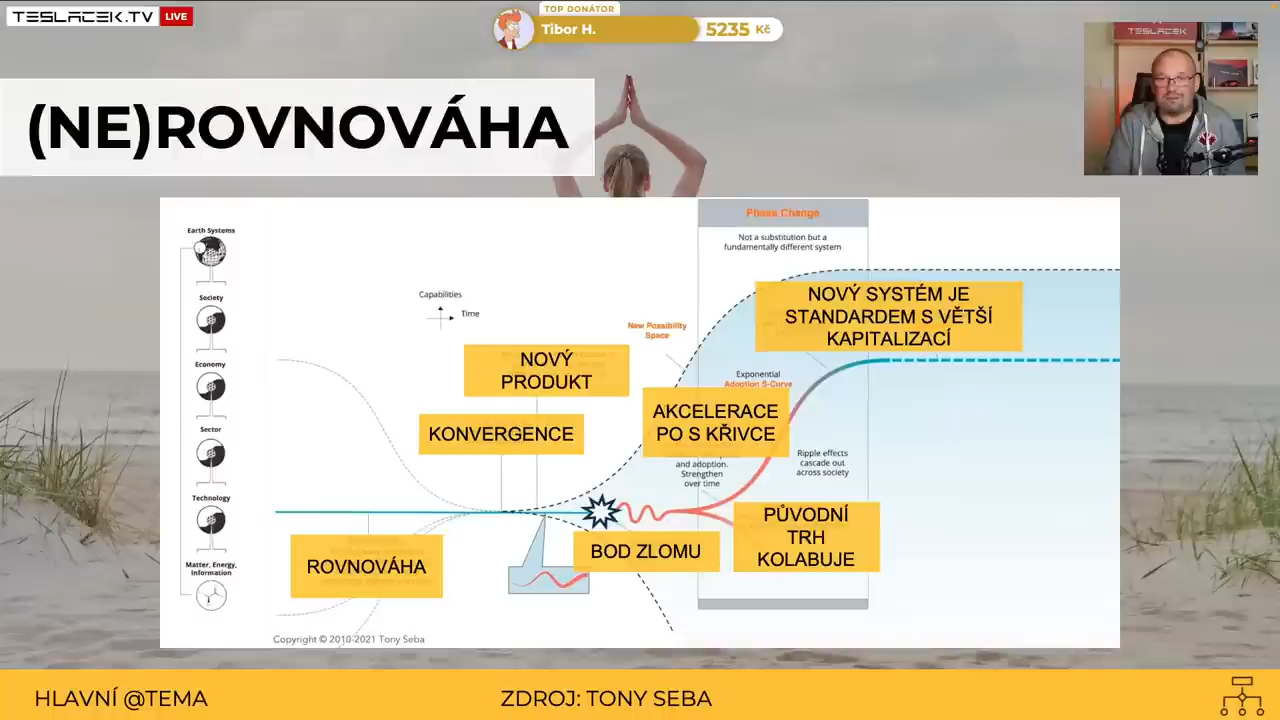 TESLACEK.TV LIVE
TOP DONÁTOR
Tibor H.
5235 Kč
TESLACEK
(NE)ROVNOVÁHA
Phase Change
Not a substitution but a
fundamentally different system
Earth Systems
Society
Economy
Sector
Technology
Matter, Energy,
Information
Capabilities
Time
New Possibility
Space
NOVÝ SYSTÉM JE
STANDARDEM S VĚTŠÍ
KAPITALIZACÍ
NOVÝ
PRODUKT
Exponential
Adoption S-Curve
KONVERGENCE
AKCELERACE
PO S KŘIVCE
and adoption.
Strengthen
over time
Ripple effects
cascade out
across society
ROVNOVÁHA
BOD ZLOMU
PŮVODNÍ
TRH
KOLABUJE
Copyright © 2010-2021 Tony Seba
HLAVNÍ @TEMA
ZDROJ: TONY SEBA